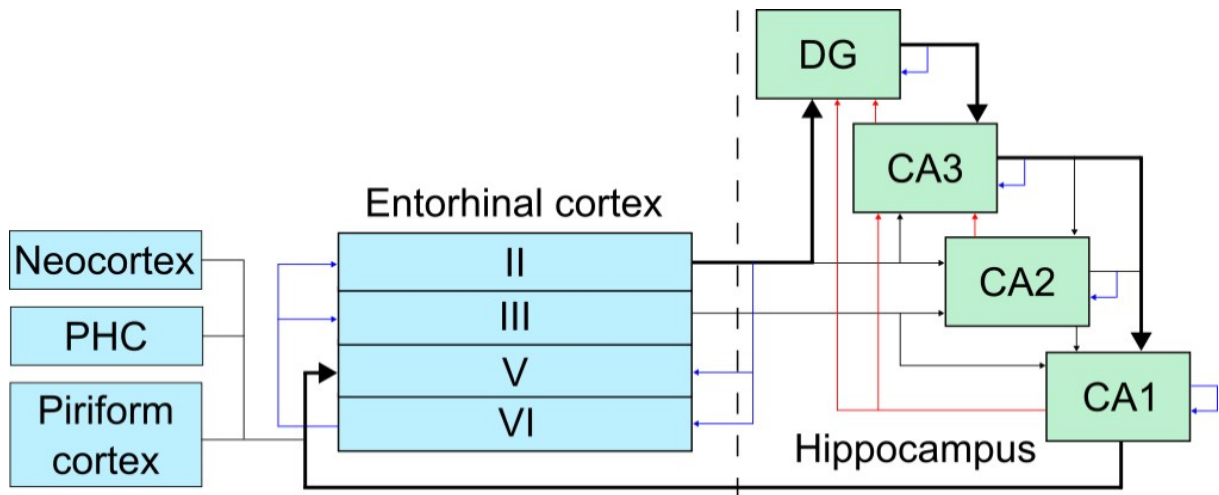 DG
CA3
Entorhinal cortex
Neocortex
II
CA2
III
PHC
V
CA1
Piriform
cortex
VI
Hippocampus